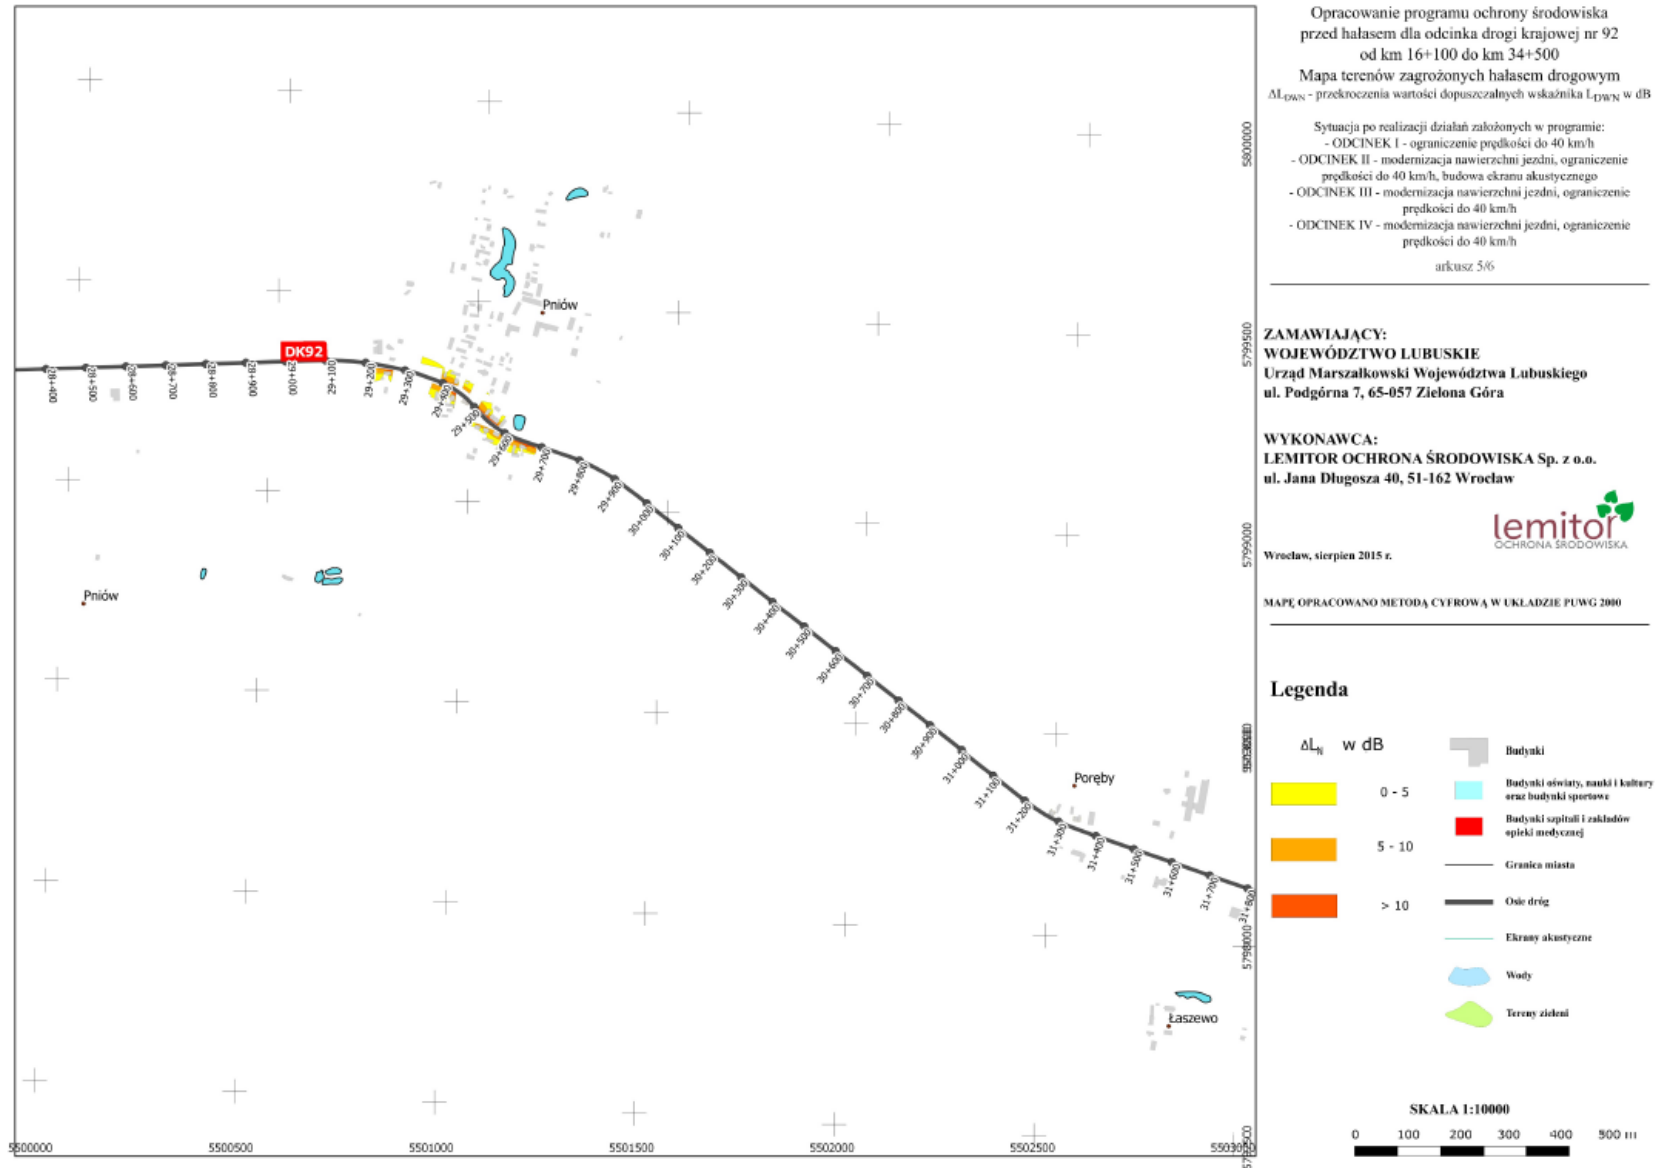 Opracowanie programu ochrony środowiska
przed hałasem dla odcinka drogi krajowej nr 92
od km 16+100 do km 34+500
Mapa terenów zagrożonych hałasem drogowym
ΔL_DWN - przekroczenia wartości dopuszczalnych wskaźnika L_DWN w dB
Sytuacja po realizacji działań założonych w programie:
- ODCINEK I - ograniczenie prędkości do 40 km/h
- ODCINEK II - modernizacja nawierzchni jezdni, ograniczenie
prędkości do 40 km/h, budowa ekranu akustycznego
- ODCINEK III - modernizacja nawierzchni jezdni, ograniczenie
prędkości do 40 km/h
- ODCINEK IV - modernizacja nawierzchni jezdni, ograniczenie
prędkości do 40 km/h
arkusz 5/6
ZAMAWIAJĄCY:
WOJEWÓDZTWO LUBUSKIE
Urząd Marszałkowski Województwa Lubuskiego
ul. Podgórna 7, 65-057 Zielona Góra
WYKONAWCA:
LEMITOR OCHRONA ŚRODOWISKA Sp. z o.o.
ul. Jana Długosza 40, 51-162 Wrocław
lemitor
OCHRONA ŚRODOWISKA
Wrocław, sierpien 2015 r.
MAPĘ OPRACOWANO METODĄ CYFROWĄ W UKŁADZIE PUWG 2000
Legenda
ΔL_N w dB
0 - 5
5 - 10
> 10
Budynki
Budynki oświaty, nauki i kultury
oraz budynki sportowe
Budynki szpitali i zakładów
opieki medycznej
Granica miasta
Osie dróg
Ekrany akustyczne
Wody
Tereny zieleni
SKALA 1:10000
0 100 200 300 400 500 m
Pniów
DK92
28+400
28+500
28+600
28+700
28+800
28+900
29+000
29+100
29+200
29+300
29+400
29+500
29+600
29+700
29+800
29+900
30+000
30+100
30+200
30+300
30+400
30+500
30+600
30+700
30+800
30+900
31+000
31+100
31+200
31+300
31+400
31+500
31+600
31+700
31+800
Pniów
Poręby
Łaszewo
5800000
5799500
5799000
5798000
5500000
5500500
5501000
5501500
5502000
5502500